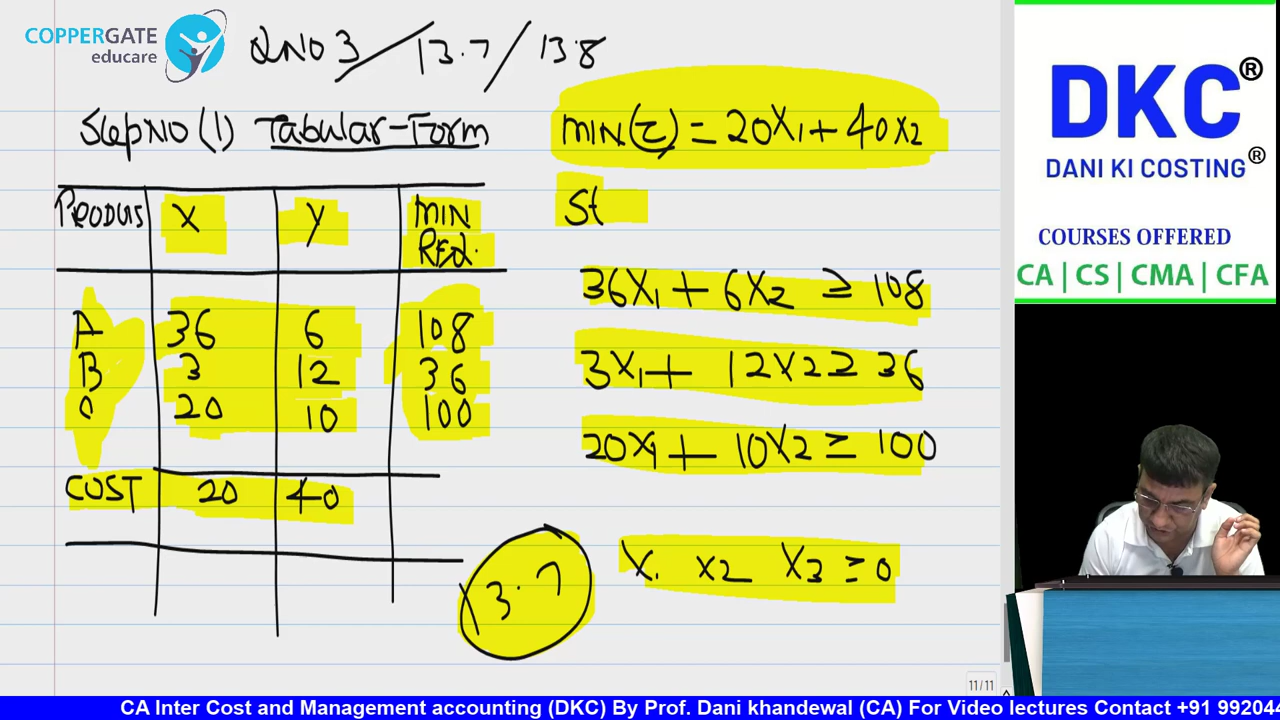 COPPERGATE
educare
QNO 3 / 13.7 / 13.8
Step NO (1) Tabular-Form
MIN(Z) = 20X1 + 40X2
St
X Y MIN
REQ.
A 36 6 108
B 3 12 36
20 10 100
COST 20 40
36X1 + 6X2 ≥ 108
3X1 + 12X2 ≥ 36
20X1 + 10X2 ≥ 100
X1 X2 X3 ≥ 0
13.7
DKC®
DANI KI COSTING®
COURSES OFFERED
CA | CS | CMA | CFA
11/11
CA Inter Cost and Management accounting (DKC) By Prof. Dani khandewal (CA) For Video lectures Contact +91 99204